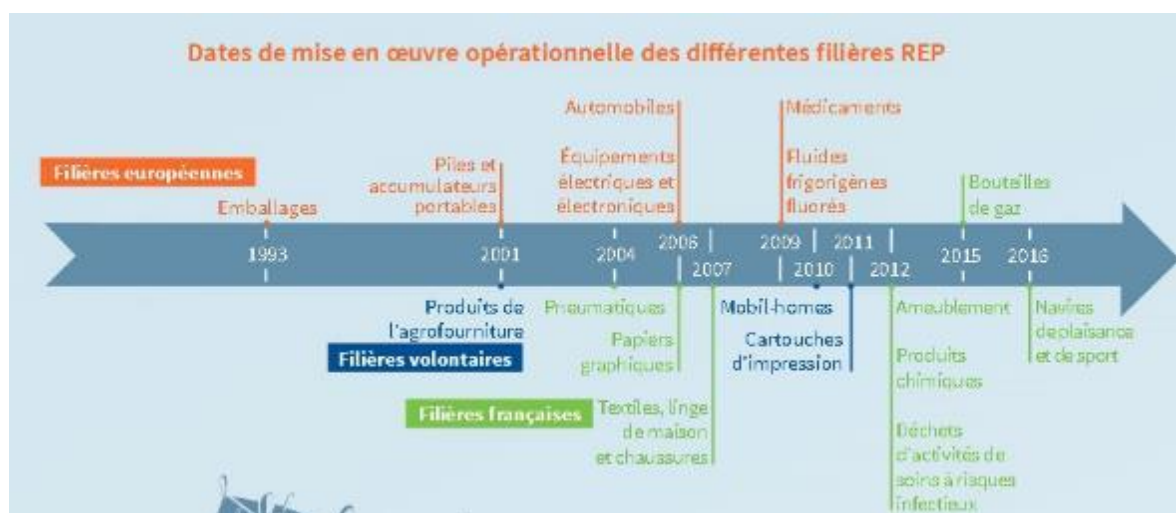 Dates de mise en œuvre opérationnelle des différentes filières REP
Filières européennes
Emballages
Piles et
accumulateurs
portables
Automobiles
Équipements
électriques et
électroniques
Médicaments
Fluides
frigorigènes
fluorés
Bouteilles
de gaz
1993
2001
2004
2006
2007
2009
2010
2011
2012
2015
2016
Produits de
l'agrofourniture
Filières volontaires
Pneumatiques
Papiers
graphiques
Filières françaises
Textiles, linge
de maison
et chaussures
Mobil-homes
Cartouches
d'impression
Ameublement
Produits
chimiques
Déchets
d'activités de
soins à risques
infectieux
Navires
de plaisance
et de sport